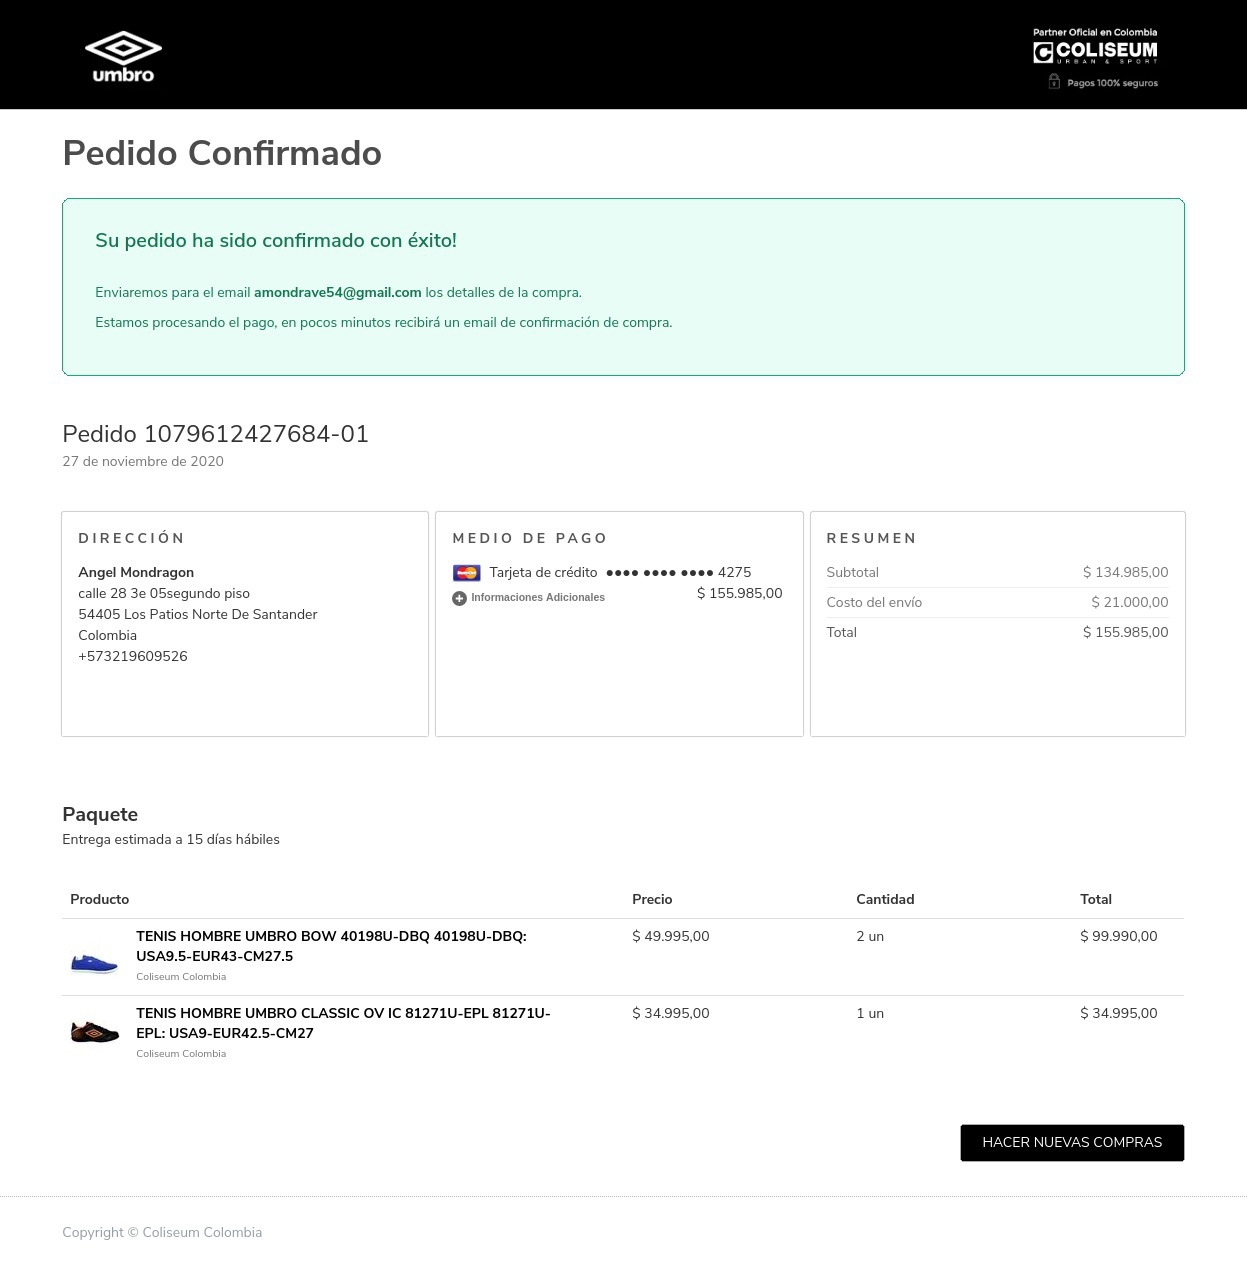 umbro
Partner Oficial en Colombia
COLISEUM
URBAN & SPORT
Pagos 100% seguros
Pedido Confirmado
Su pedido ha sido confirmado con éxito!
Enviaremos para el email amondrave54@gmail.com los detalles de la compra.
Estamos procesando el pago, en pocos minutos recibirá un email de confirmación de compra.
Pedido 1079612427684-01
27 de noviembre de 2020
DIRECCIÓN
Angel Mondragon
calle 28 3e 05segundo piso
54405 Los Patios Norte De Santander
Colombia
+573219609526
MEDIO DE PAGO
Tarjeta de crédito ●●●● ●●●● ●●●● 4275
Informaciones Adicionales $ 155.985,00
RESUMEN
Subtotal $ 134.985,00
Costo del envío $ 21.000,00
Total $ 155.985,00
Paquete
Entrega estimada a 15 días hábiles
Producto Precio Cantidad Total
TENIS HOMBRE UMBRO BOW 40198U-DBQ 40198U-DBQ: $ 49.995,00 2 un $ 99.990,00
USA9.5-EUR43-CM27.5
Coliseum Colombia
TENIS HOMBRE UMBRO CLASSIC OV IC 81271U-EPL 81271U- $ 34.995,00 1 un $ 34.995,00
EPL: USA9-EUR42.5-CM27
Coliseum Colombia
HACER NUEVAS COMPRAS
Copyright © Coliseum Colombia